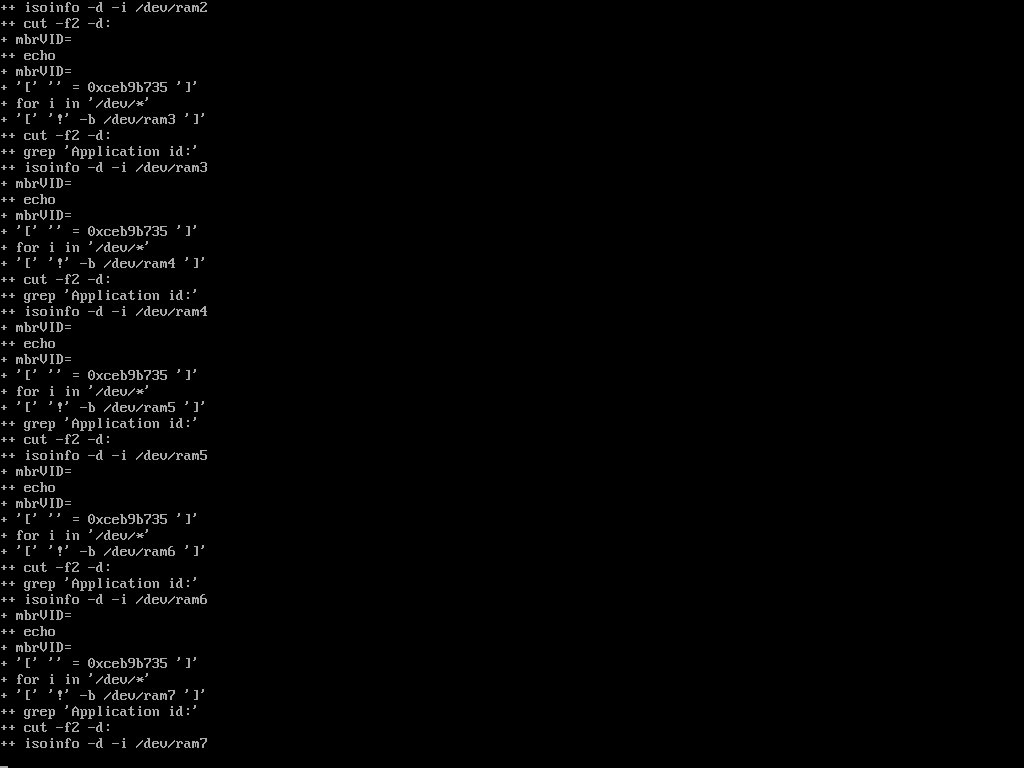 ++ isoinfo -d -i /dev/ram2
++ cut -f2 -d:
+ mbrVID=
++ echo
+ mbrVID=
+ '[' '' = 0xceb9b735 ']'
+ for i in '/dev/*'
+ '[' '!' -b /dev/ram3 ']'
++ cut -f2 -d:
++ grep 'Application id:'
++ isoinfo -d -i /dev/ram3
+ mbrVID=
++ echo
+ mbrVID=
+ '[' '' = 0xceb9b735 ']'
+ for i in '/dev/*'
+ '[' '!' -b /dev/ram4 ']'
++ cut -f2 -d:
++ grep 'Application id:'
++ isoinfo -d -i /dev/ram4
+ mbrVID=
++ echo
+ mbrVID=
+ '[' '' = 0xceb9b735 ']'
+ for i in '/dev/*'
+ '[' '!' -b /dev/ram5 ']'
++ grep 'Application id:'
++ cut -f2 -d:
++ isoinfo -d -i /dev/ram5
+ mbrVID=
++ echo
+ mbrVID=
+ '[' '' = 0xceb9b735 ']'
+ for i in '/dev/*'
+ '[' '!' -b /dev/ram6 ']'
++ cut -f2 -d:
++ grep 'Application id:'
++ isoinfo -d -i /dev/ram6
+ mbrVID=
++ echo
+ mbrVID=
+ '[' '' = 0xceb9b735 ']'
+ for i in '/dev/*'
+ '[' '!' -b /dev/ram7 ']'
++ grep 'Application id:'
++ cut -f2 -d:
++ isoinfo -d -i /dev/ram7